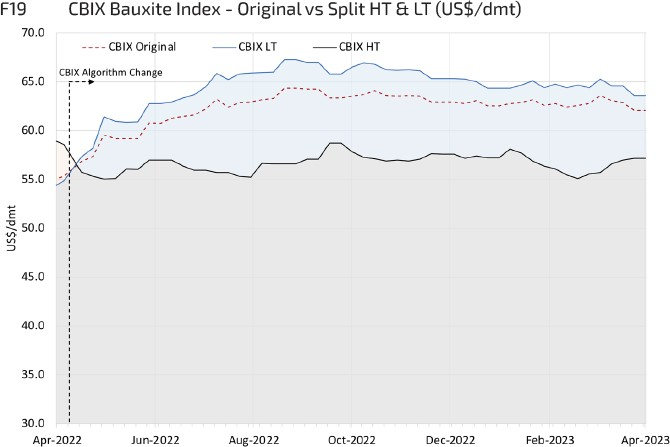 F19 CBIX Bauxite Index - Original vs Split HT & LT (US$/dmt)
70.0
CBIX Original CBIX LT CBIX HT
CBIX Algorithm Change
65.0
60.0
55.0
US$/dmt
50.0
45.0
40.0
35.0
30.0
Apr-2022 Jun-2022 Aug-2022 Oct-2022 Dec-2022 Feb-2023 Apr-2023